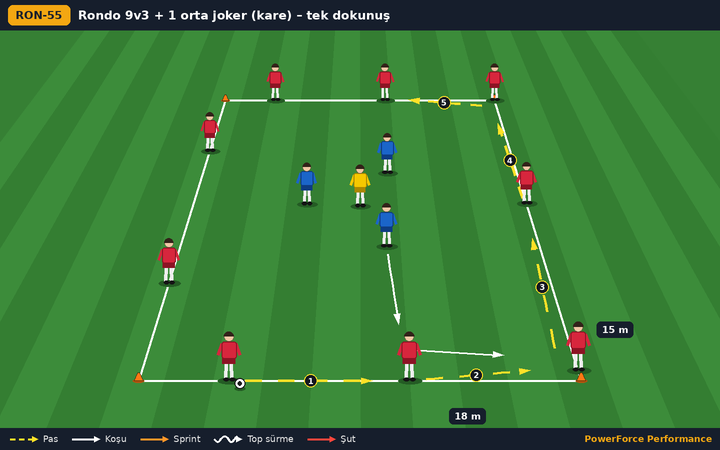 RON-55 Rondo 9v3 + 1 orta joker (kare) – tek dokunuş
5
4
3
15 m
2
1
18 m
Pas Koşu Sprint Top sürme Şut PowerForce Performance